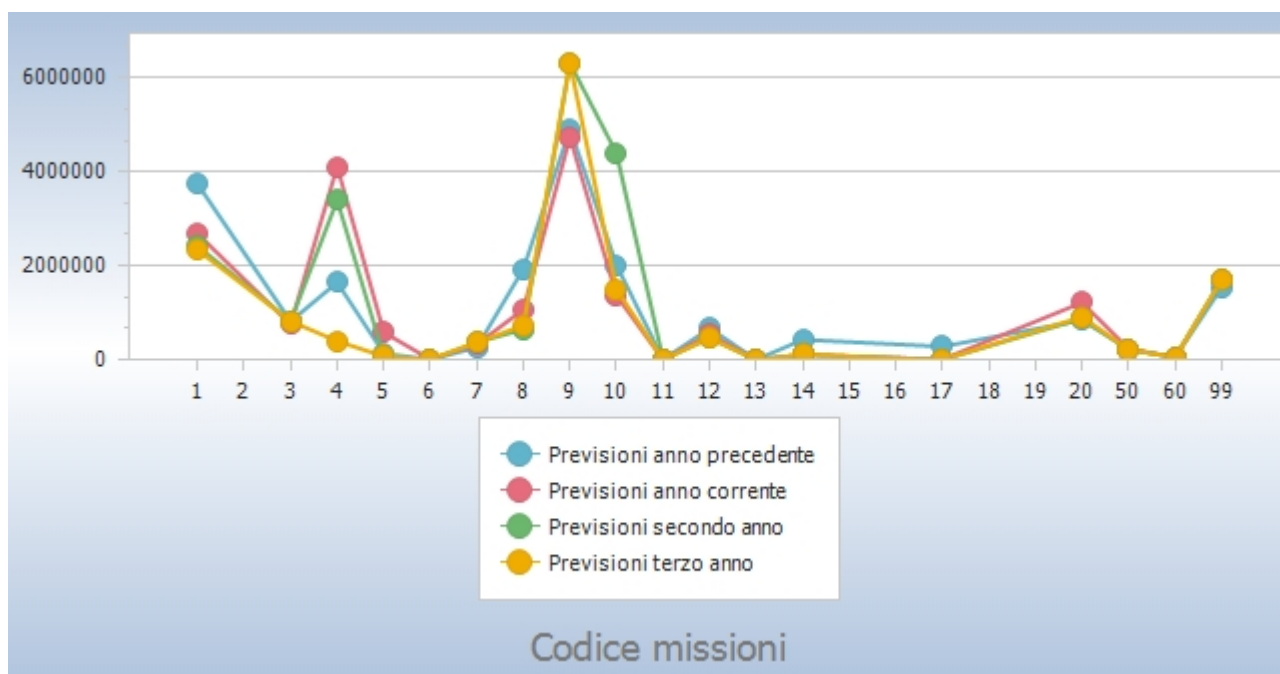 6000000
4000000
2000000
0
1 2 3 4 5 6 7 8 9 10 11 12 13 14 15 16 17 18 19 20 50 60 99
Previsioni anno precedente
Previsioni anno corrente
Previsioni secondo anno
Previsioni terzo anno
Codice missioni